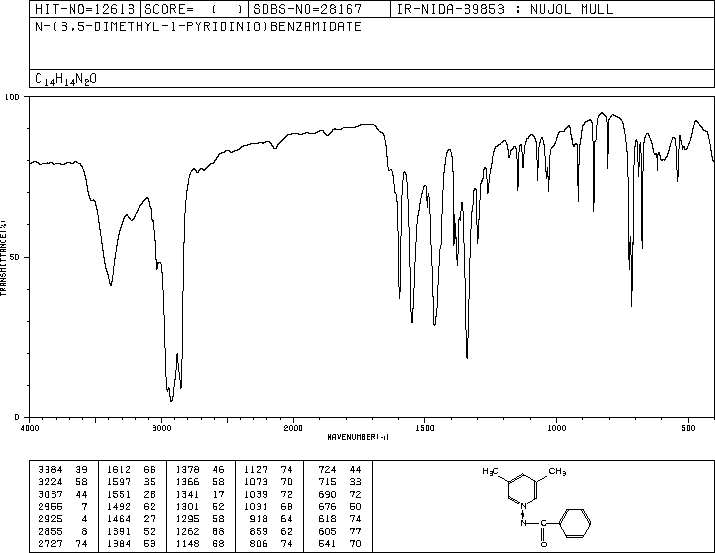 HIT-NO=12613 SCORE= ( ) SDBS-NO=28167 IR-NIDA-39853 : NUJOL MULL
N-(3,5-DIMETHYL-1-PYRIDINIO)BENZAMIDATE
C14H14N2O
100
50
0
TRANSMITTANCE(%)
4000 3000 2000 1500 1000 500
WAVENUMBER(-1)
3384 39 1612 66 1378 46 1127 74 724 44
3224 58 1597 35 1366 58 1073 70 715 33
3037 44 1551 28 1341 17 1039 72 690 72
2955 7 1492 62 1301 62 1031 68 676 50
2925 4 1464 27 1295 58 918 64 618 74
2855 8 1391 52 1262 68 859 62 605 77
2727 74 1384 53 1148 68 806 74 541 70
H3C CH3
N
N C
O